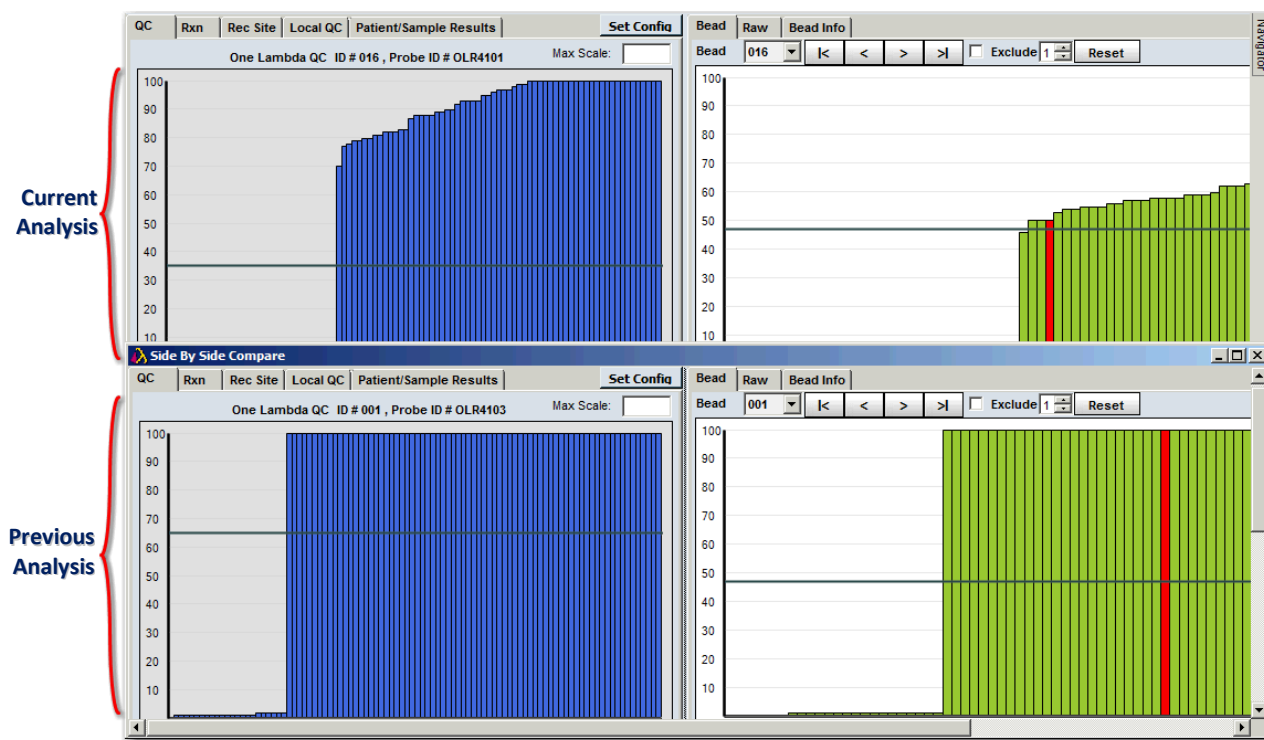 QC Rxn Rec Site Local QC Patient/Sample Results Set Config
One Lambda QC ID # 016 , Probe ID # OLR4101 Max Scale:
100
90
80
70
60
50
40
30
20
10
Bead Raw Bead Info
Bead 016 |< < > >| Exclude 1 Reset
100
90
80
70
60
50
40
30
20
10
Navigator
Current
Analysis
Side By Side Compare
QC Rxn Rec Site Local QC Patient/Sample Results Set Config
One Lambda QC ID # 001 , Probe ID # OLR4103 Max Scale:
100
90
80
70
60
50
40
30
20
10
Bead Raw Bead Info
Bead 001 |< < > >| Exclude 1 Reset
100
90
80
70
60
50
40
30
20
10
Previous
Analysis